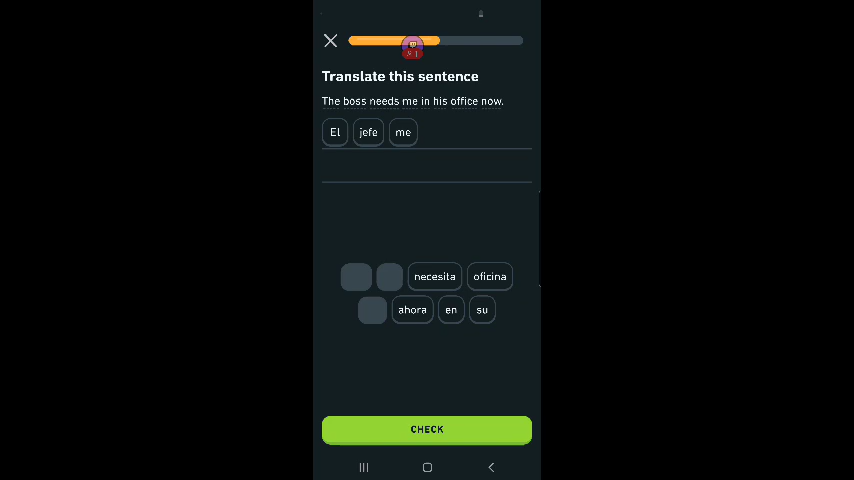 Translate this sentence
The boss needs me in his office now.
El jefe me
necesita oficina
ahora en su
CHECK